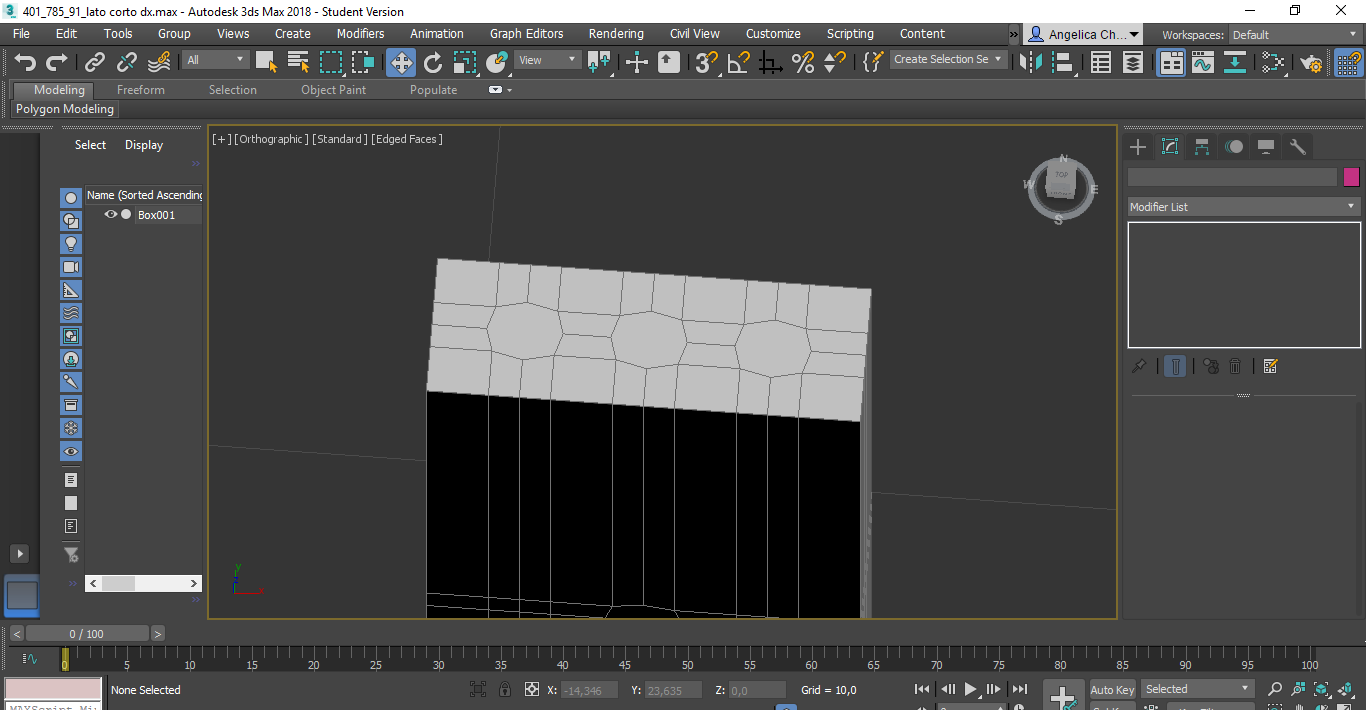 401_785_91_lato corto dx.max - Autodesk 3ds Max 2018 - Student Version
File Edit Tools Group Views Create Modifiers Animation Graph Editors Rendering Civil View Customize Scripting Content » Angelica Ch... Workspaces: Default
All View 3 Create Selection Se
Modeling Freeform Selection Object Paint Populate
Polygon Modeling
Select Display
Name (Sorted Ascending
Box001
[+] [Orthographic] [Standard] [Edged Faces]
N
W TOP E
S
Modifier List
y
< 0 / 100 >
0 5 10 15 20 25 30 35 40 45 50 55 60 65 70 75 80 85 90 95 100
None Selected X: -14,346 Y: 23,635 Z: 0,0 Grid = 10,0 Auto Key Selected
MAXScript Mi